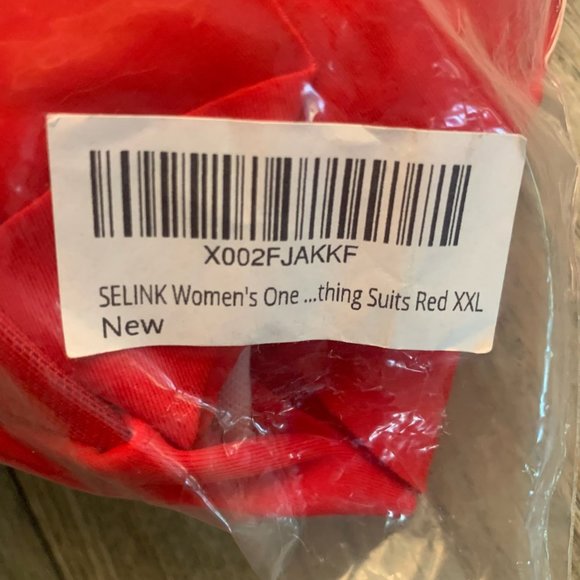 X002FJAKKF
SELINK Women's One ...thing Suits Red XXL
New